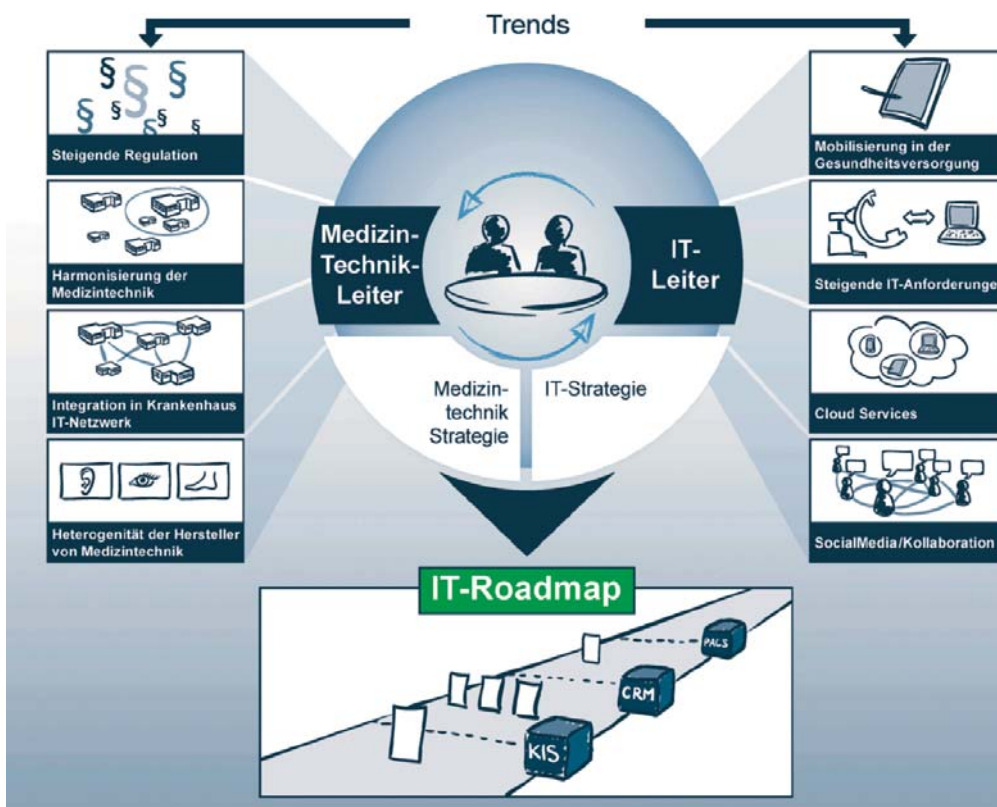 Trends
§ § § § § § § §
Steigende Regulation
Harmonisierung der
Medizintechnik
Integration in Krankenhaus
IT-Netzwerk
Heterogenität der Hersteller
von Medizintechnik
Medizin-
Technik-
Leiter
IT-
Leiter
Medizin-
technik
Strategie
IT-Strategie
Mobilisierung in der
Gesundheitsversorgung
Steigende IT-Anforderunge
Cloud Services
SocialMedia/Kollaboration
IT-Roadmap
PACS
CRM
KIS